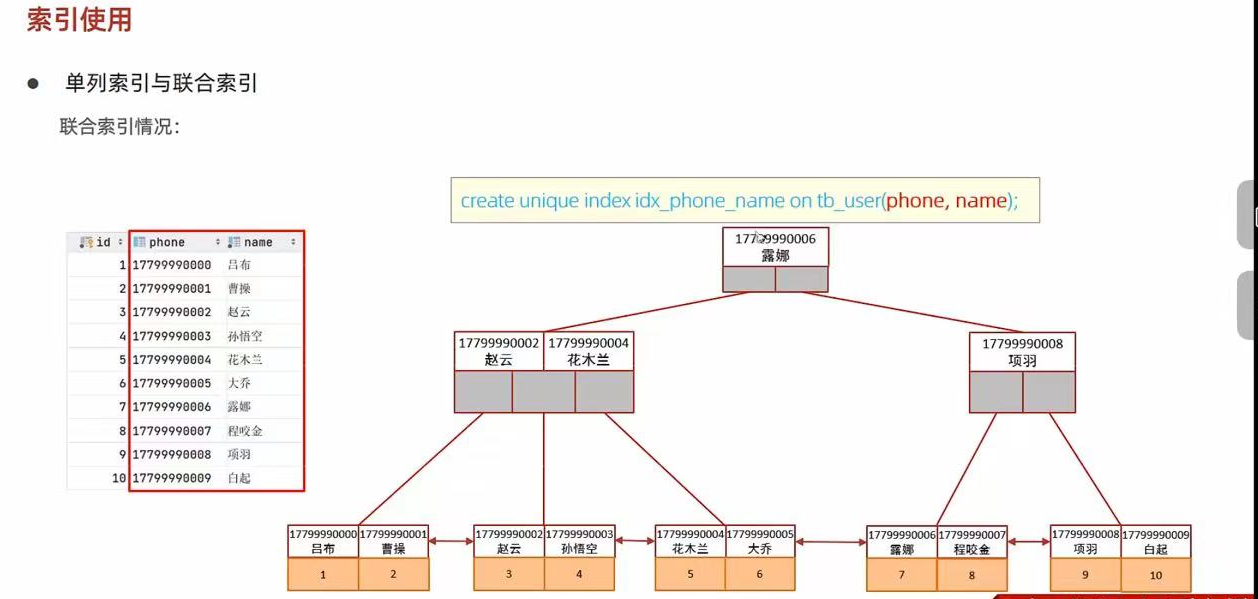 索引使用
● 单列索引与联合索引
联合索引情况：
create unique index idx_phone_name on tb_user(phone, name);
id phone name
1 17799990000 吕布
2 17799990001 曹操
3 17799990002 赵云
4 17799990003 孙悟空
5 17799990004 花木兰
6 17799990005 大乔
7 17799990006 露娜
8 17799990007 程咬金
9 17799990008 项羽
10 17799990009 白起
17799990006
露娜
17799990002 17799990004
赵云 花木兰
17799990008
项羽
17799990000 17799990001
吕布 曹操
1 2
17799990002 17799990003
赵云 孙悟空
3 4
17799990004 17799990005
花木兰 大乔
5 6
17799990006 17799990007
露娜 程咬金
7 8
17799990008 17799990009
项羽 白起
9 10